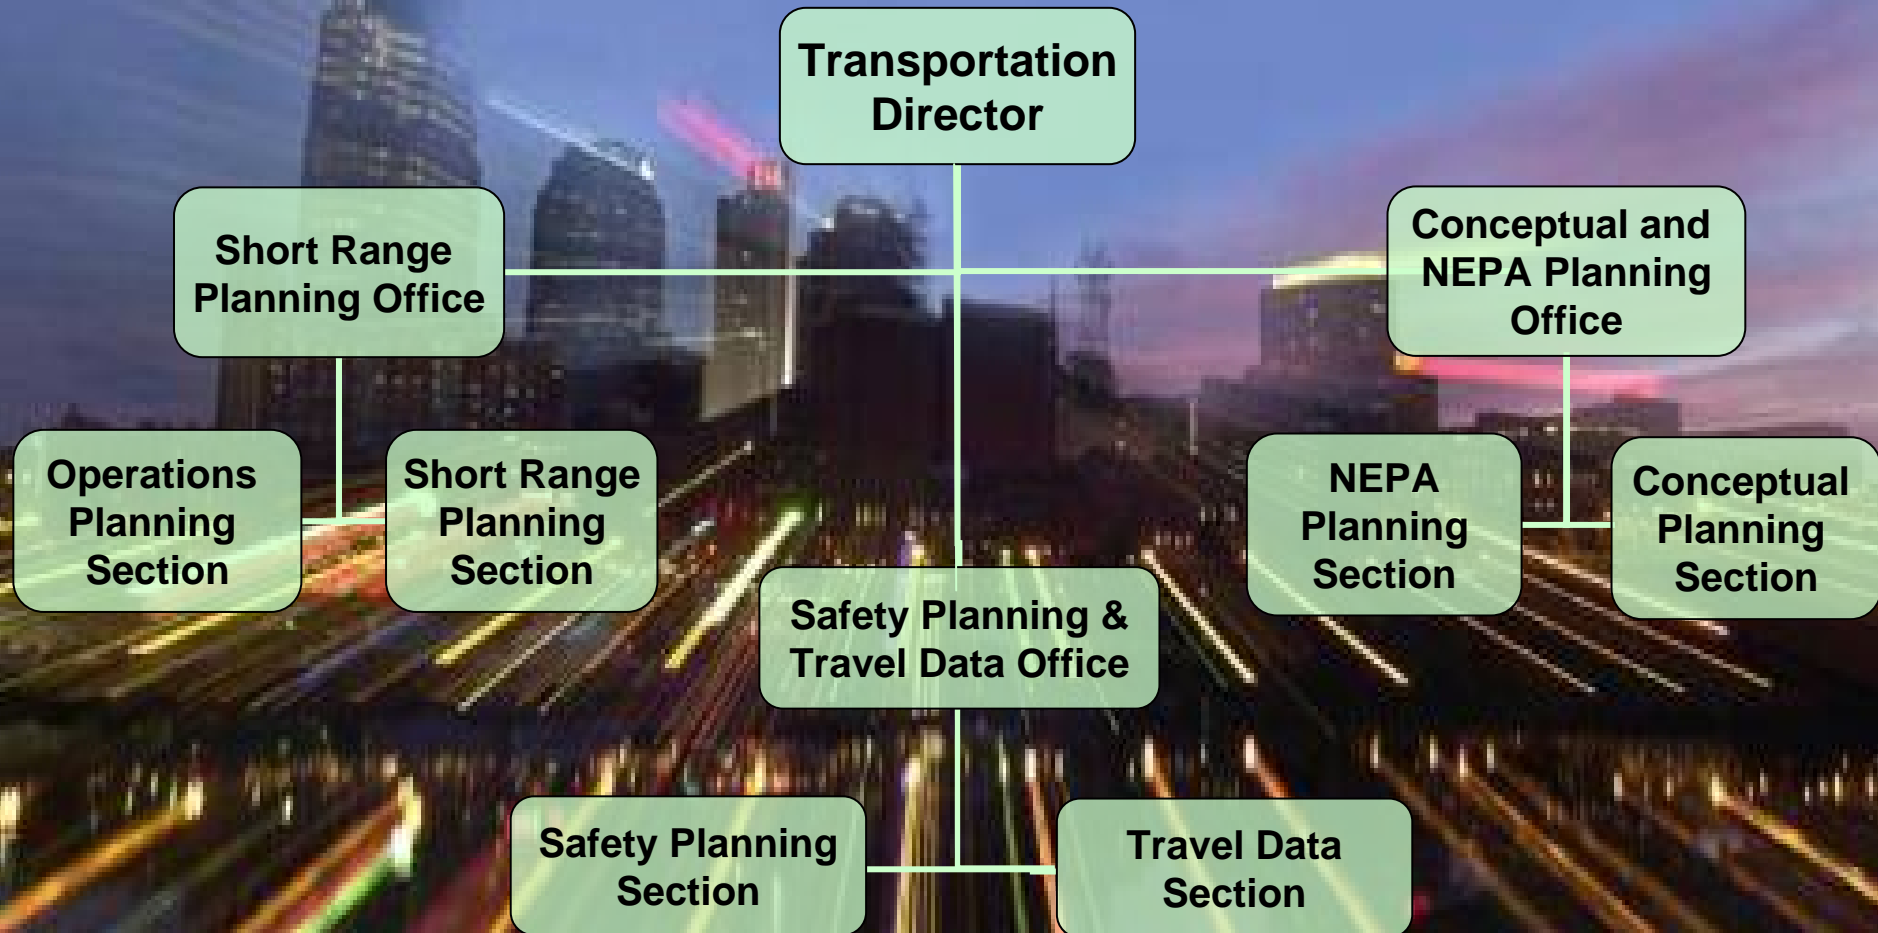 Transportation
Director
Short Range
Planning Office
Conceptual and
NEPA Planning
Office
Operations
Planning
Section
Short Range
Planning
Section
NEPA
Planning
Section
Conceptual
Planning
Section
Safety Planning &
Travel Data Office
Safety Planning
Section
Travel Data
Section